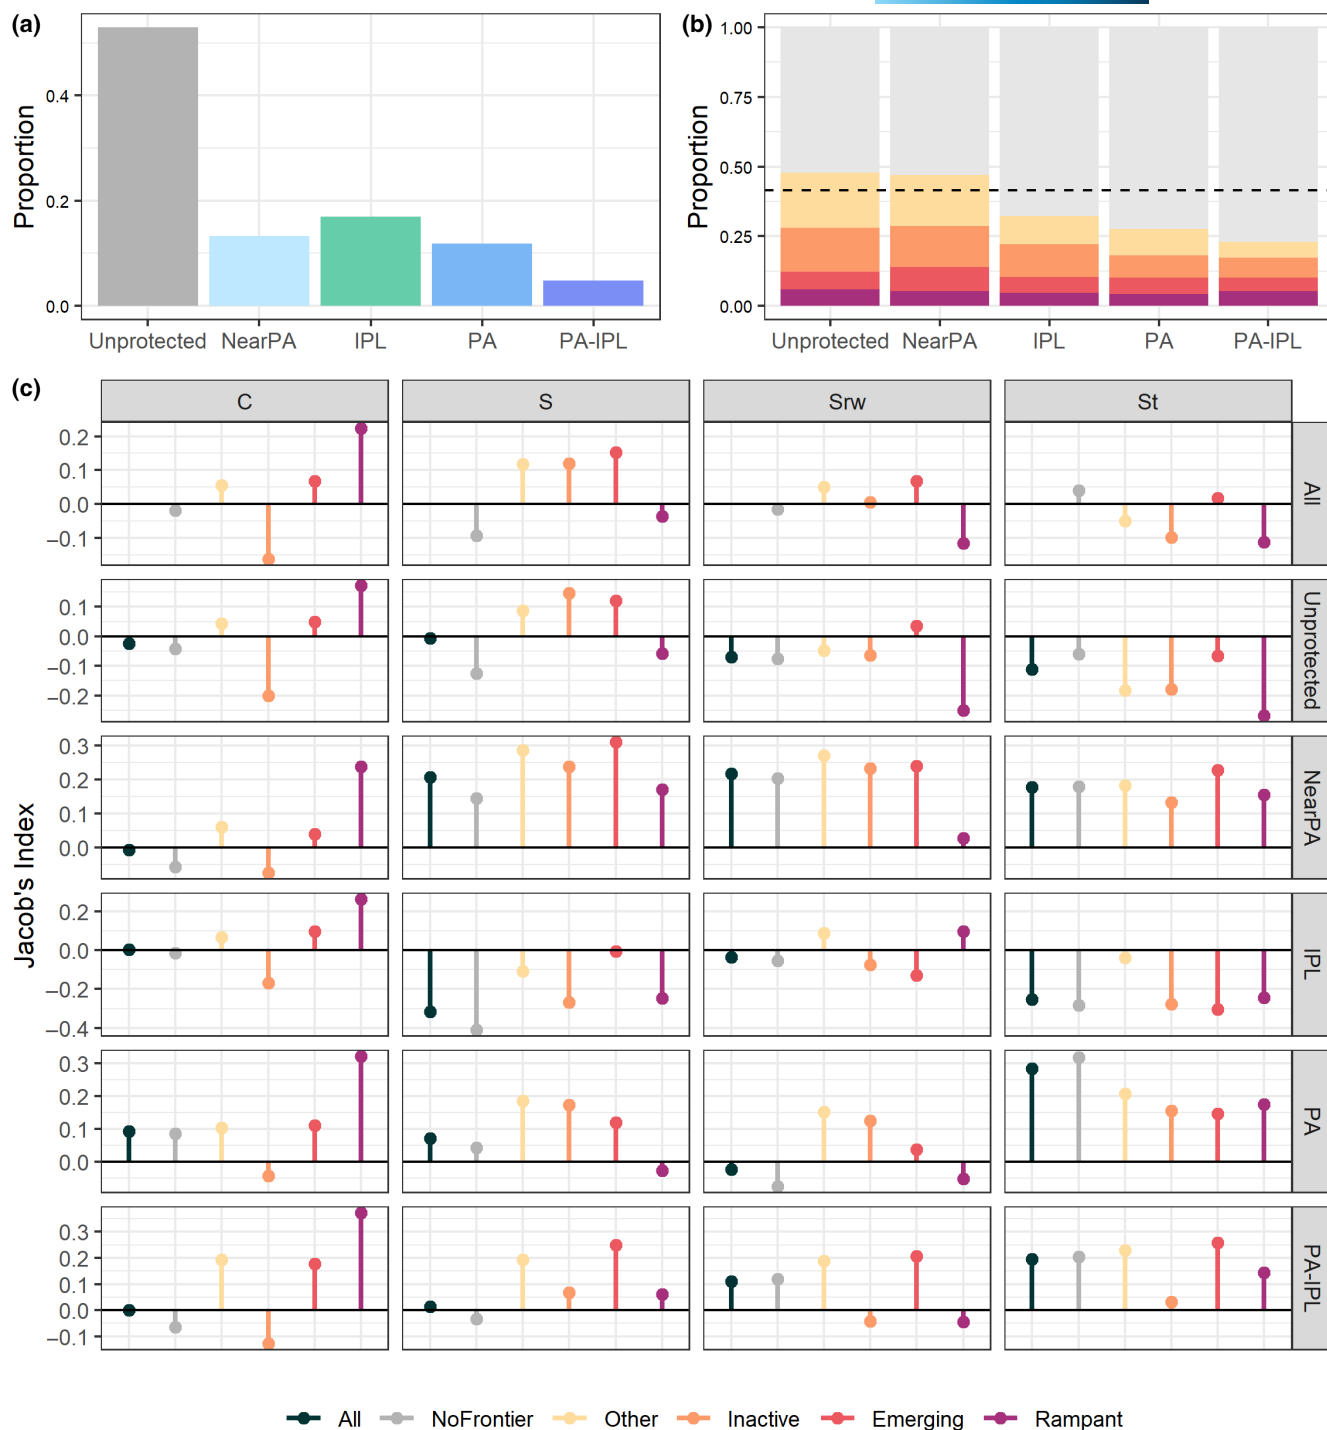 (a)
Proportion
0.4
0.2
0.0
Unprotected NearPA IPL PA PA-IPL
(b)
Proportion
1.00
0.75
0.50
0.25
0.00
Unprotected NearPA IPL PA PA-IPL
(c)
Jacob's Index
C S Srw St
0.2
0.1
0.0
−0.1
All
0.1
0.0
−0.1
−0.2
Unprotected
0.3
0.2
0.1
0.0
NearPA
0.2
0.0
−0.2
−0.4
IPL
0.3
0.2
0.1
0.0
PA
0.3
0.2
0.1
0.0
−0.1
PA-IPL
All NoFrontier Other Inactive Emerging Rampant